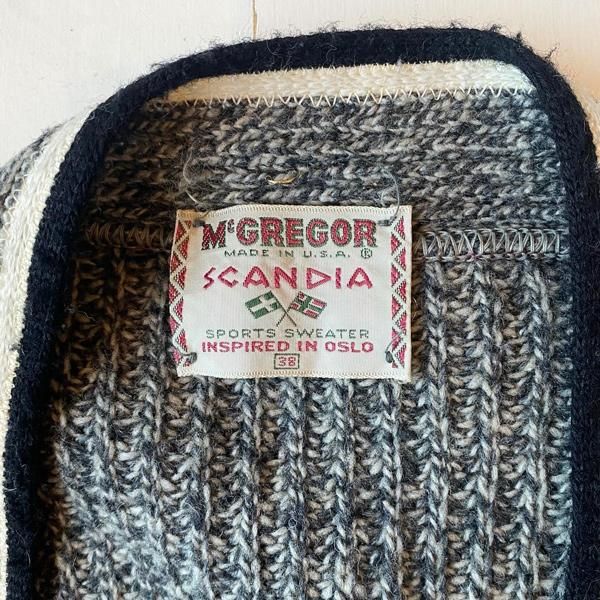 McGREGOR
MADE IN U.S.A. ®
SCANDIA
SPORTS SWEATER
INSPIRED IN OSLO
38